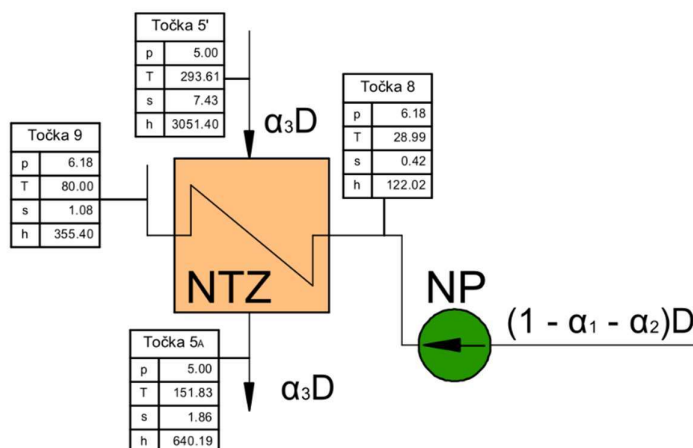 Točka 5'
p 5.00
T 293.61
s 7.43
h 3051.40
α₃D
Točka 8
p 6.18
T 28.99
s 0.42
h 122.02
Točka 9
p 6.18
T 80.00
s 1.08
h 355.40
NTZ
NP
(1 - α₁ - α₂)D
Točka 5A
p 5.00
T 151.83
s 1.86
h 640.19
α₃D